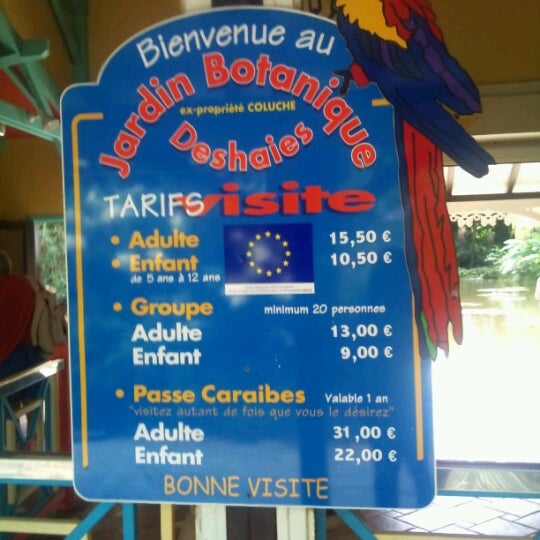 Bienvenue au
Jardin Botanique
ex-propriété COLUCHE
Deshaies
TARIFS visite
• Adulte 15,50 €
• Enfant 10,50 €
de 5 ans à 12 ans
• Groupe minimum 20 personnes
Adulte 13,00 €
Enfant 9,00 €
• Passe Caraibes Valable 1 an
"visitez autant de fois que vous le désirez"
Adulte 31,00 €
Enfant 22,00 €
BONNE VISITE